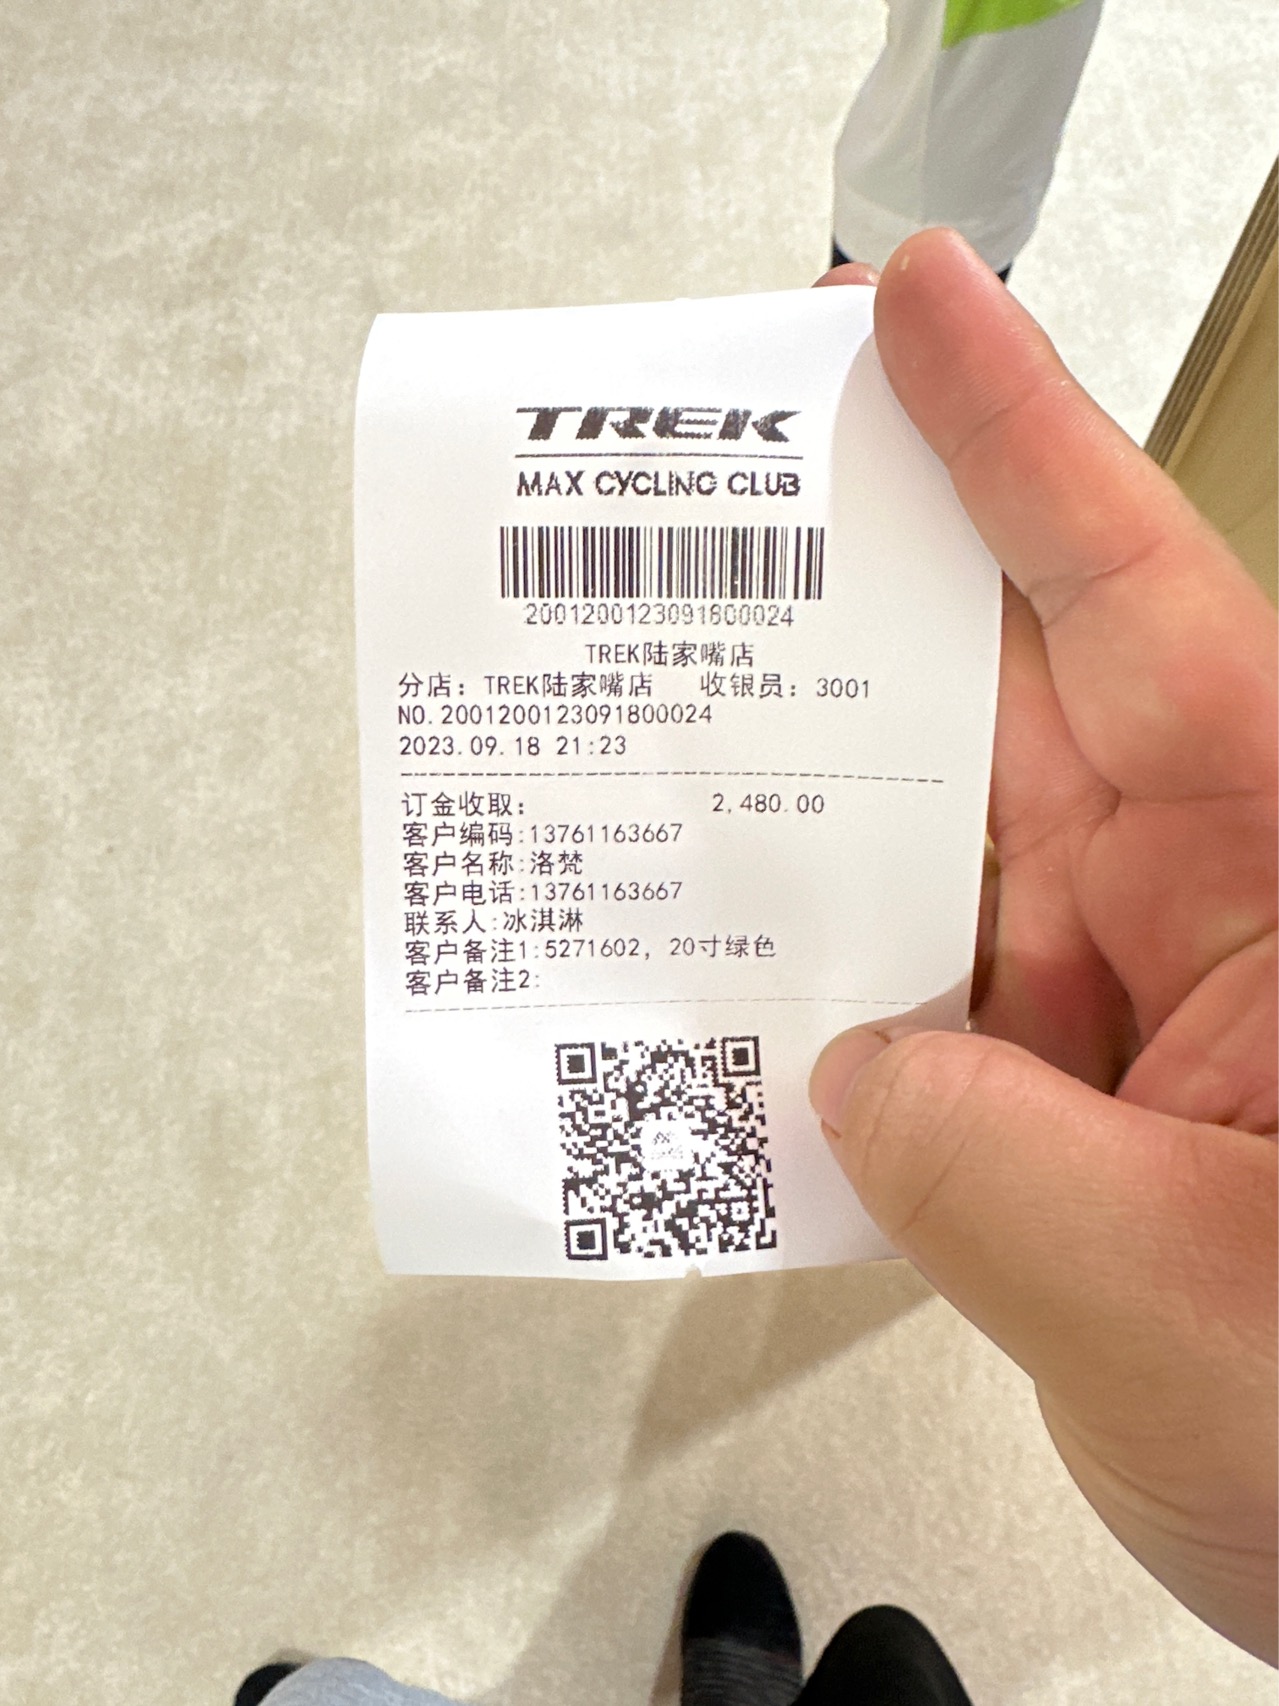 TREK
MAX CYCLING CLUB
2001200123091800024
TREK陆家嘴店
分店：TREK陆家嘴店 收银员：3001
NO.2001200123091800024
2023.09.18 21:23
订金收取： 2,480.00
客户编码:13761163667
客户名称:洛梵
客户电话:13761163667
联系人:冰淇淋
客户备注1:5271602，20寸绿色
客户备注2: